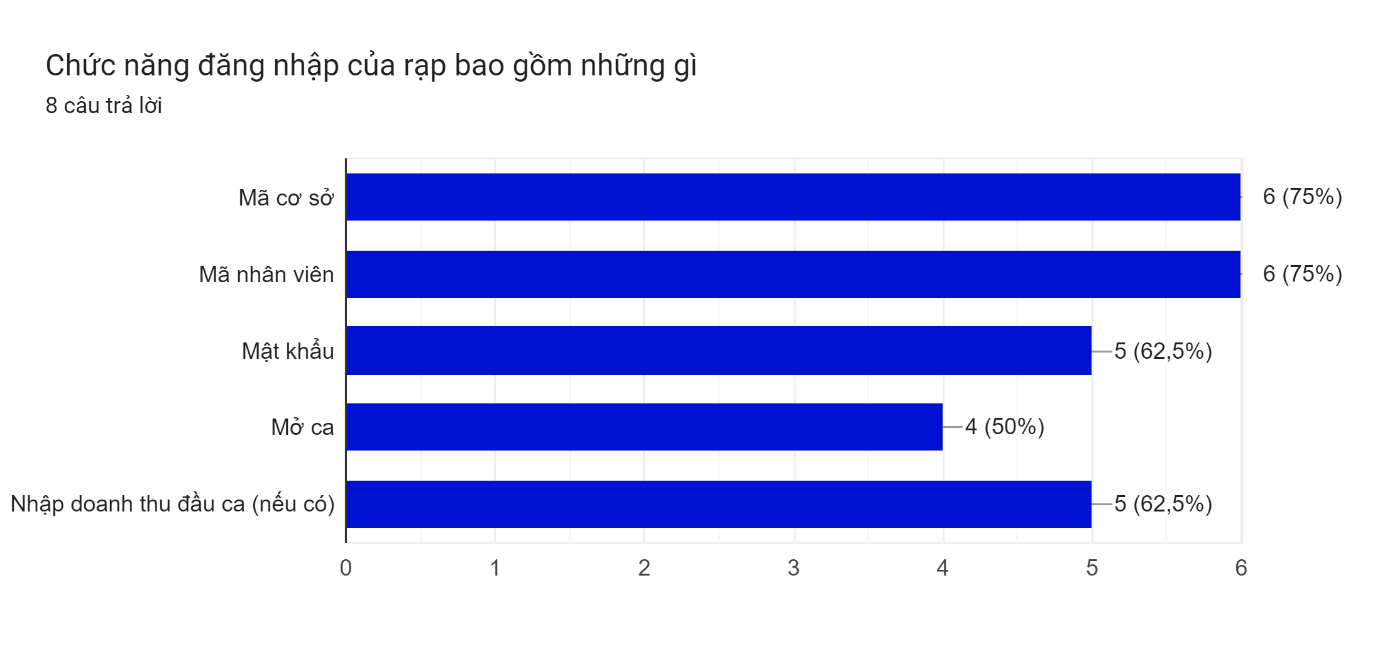 Chức năng đăng nhập của rạp bao gồm những gì
8 câu trả lời
Mã cơ sở
6 (75%)
Mã nhân viên
6 (75%)
Mật khẩu
5 (62,5%)
Mở ca
4 (50%)
Nhập doanh thu đầu ca (nếu có)
5 (62,5%)
0 1 2 3 4 5 6